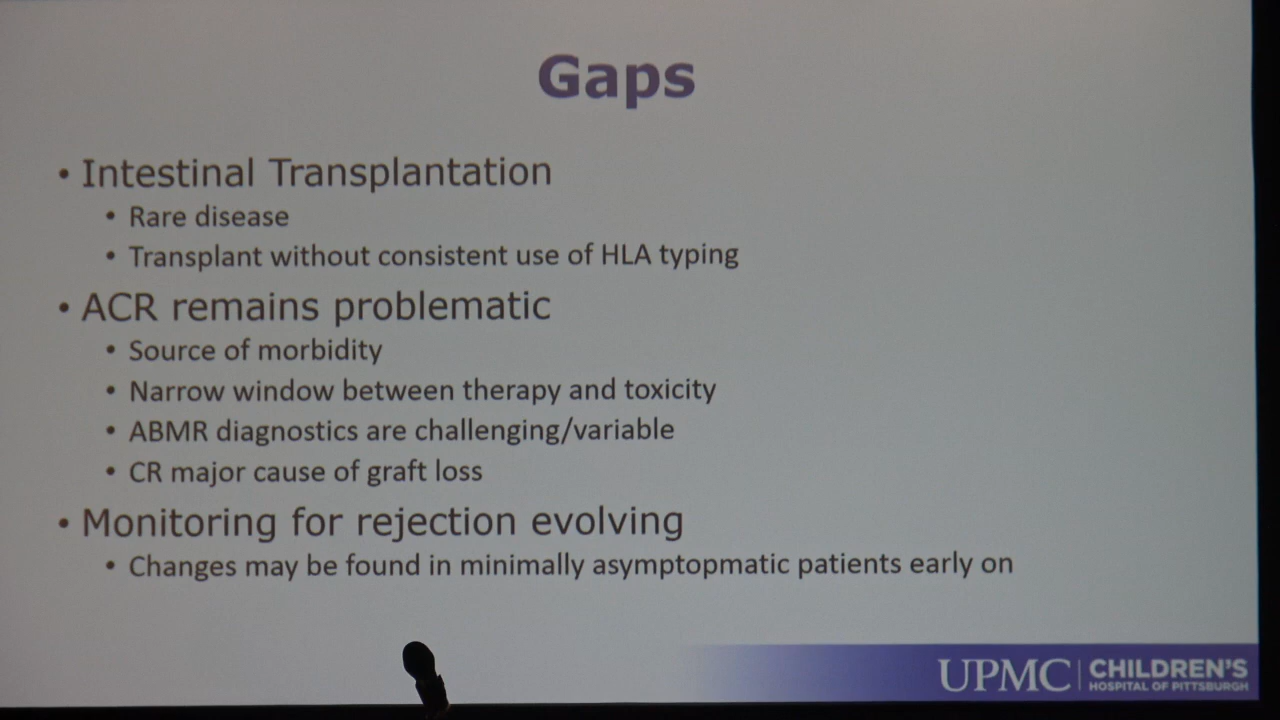 Gaps
• Intestinal Transplantation
• Rare disease
• Transplant without consistent use of HLA typing
• ACR remains problematic
• Source of morbidity
• Narrow window between therapy and toxicity
• ABMR diagnostics are challenging/variable
• CR major cause of graft loss
• Monitoring for rejection evolving
• Changes may be found in minimally asymptopmatic patients early on
UPMC | CHILDREN'S
HOSPITAL OF PITTSBURGH